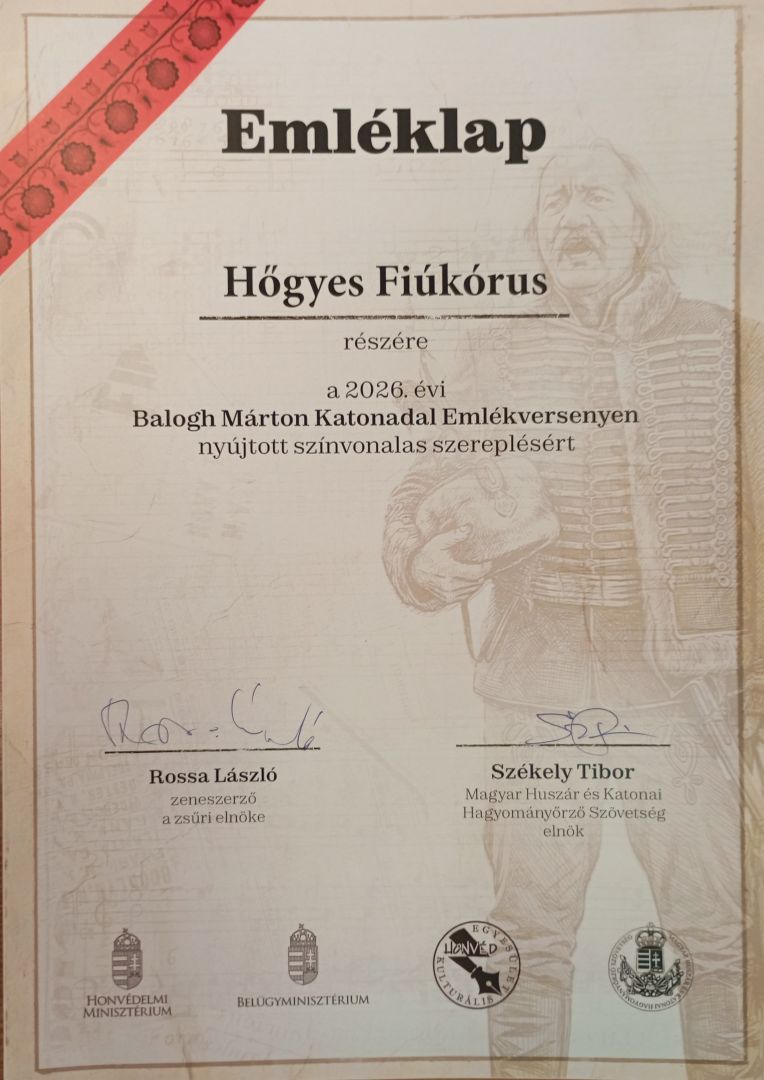 Emléklap
Hőgyes Fiúkórus
részére
a 2026. évi
Balogh Márton Katonadal Emlékversenyen
nyújtott színvonalas szereplésért
Rossa László
zeneszerző
a zsűri elnöke
Székely Tibor
Magyar Huszár és Katonai
Hagyományőrző Szövetség
elnök
HONVÉDELMI
MINISZTÉRIUM
BELÜGYMINISZTÉRIUM
HONVÉD
KULTURÁLIS
EGYESÜLET